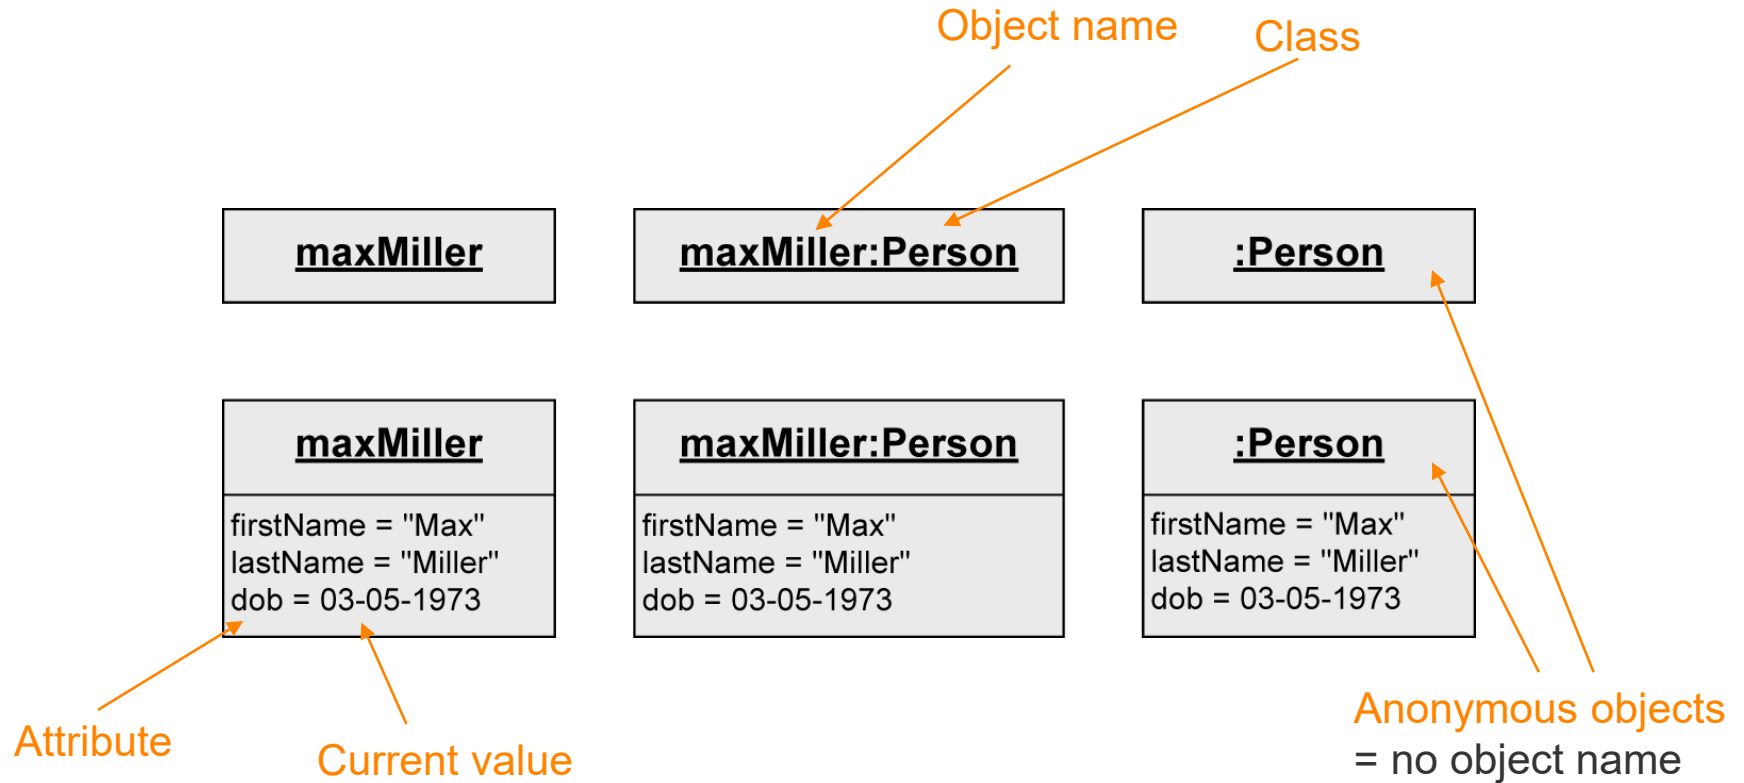 Object name
Class
maxMiller
maxMiller:Person
:Person
maxMiller
firstName = "Max"
lastName = "Miller"
dob = 03-05-1973
maxMiller:Person
firstName = "Max"
lastName = "Miller"
dob = 03-05-1973
:Person
firstName = "Max"
lastName = "Miller"
dob = 03-05-1973
Attribute
Current value
Anonymous objects
= no object name